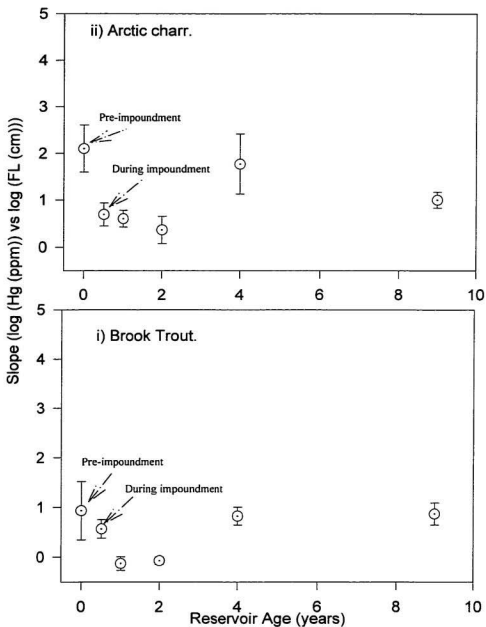 5
ii) Arctic charr.
4
3
Pre-impoundment
2
During impoundment
1
0
0 2 4 6 8 10
Slope (log (Hg (ppm)) vs log (FL (cm)))
5
i) Brook Trout.
4
3
2
Pre-impoundment
During impoundment
1
0
0 2 4 6 8 10
Reservoir Age (years)